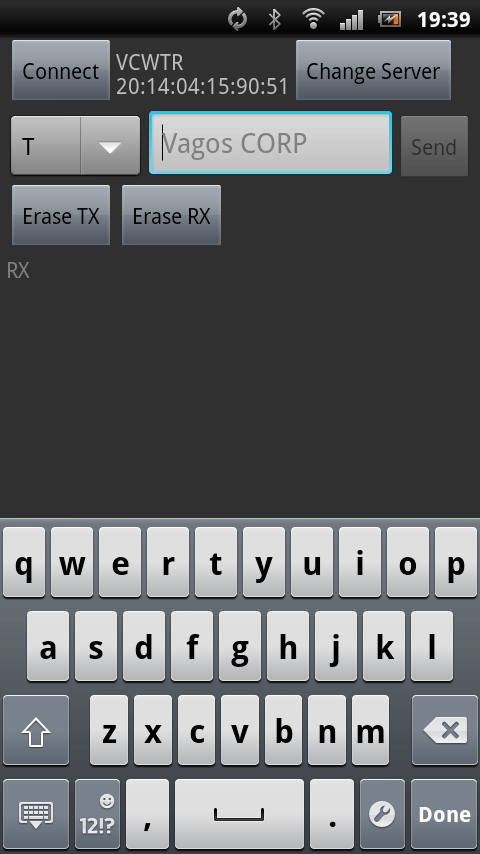 19:39
Connect
VCWTR
20:14:04:15:90:51
Change Server
T
Vagos CORP
Send
Erase TX
Erase RX
RX
q w e r t y u i o p
a s d f g h j k l
z x c v b n m
12!?
,
.
Done